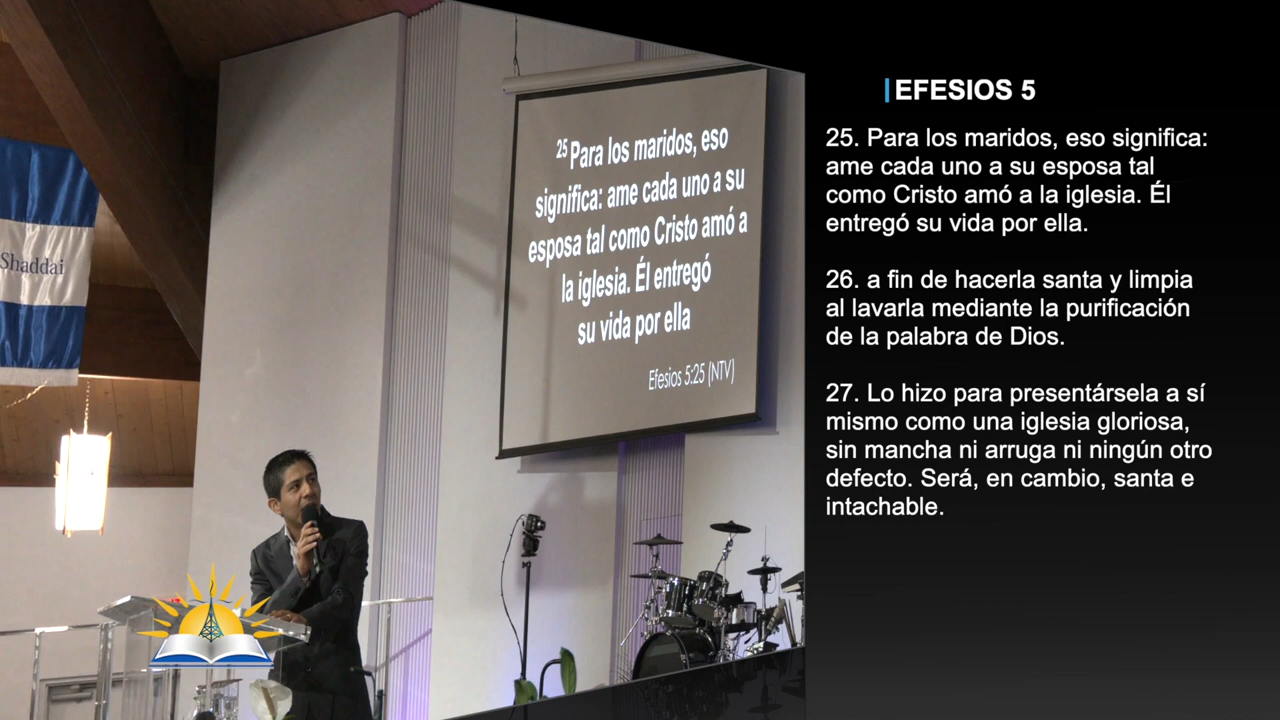 Shaddai
25 Para los maridos, eso
significa: ame cada uno a su
esposa tal como Cristo amó a
la iglesia. Él entregó
su vida por ella
Efesios 5:25 (NTV)
EFESIOS 5
25. Para los maridos, eso significa:
ame cada uno a su esposa tal
como Cristo amó a la iglesia. Él
entregó su vida por ella.
26. a fin de hacerla santa y limpia
al lavarla mediante la purificación
de la palabra de Dios.
27. Lo hizo para presentársela a sí
mismo como una iglesia gloriosa,
sin mancha ni arruga ni ningún otro
defecto. Será, en cambio, santa e
intachable.